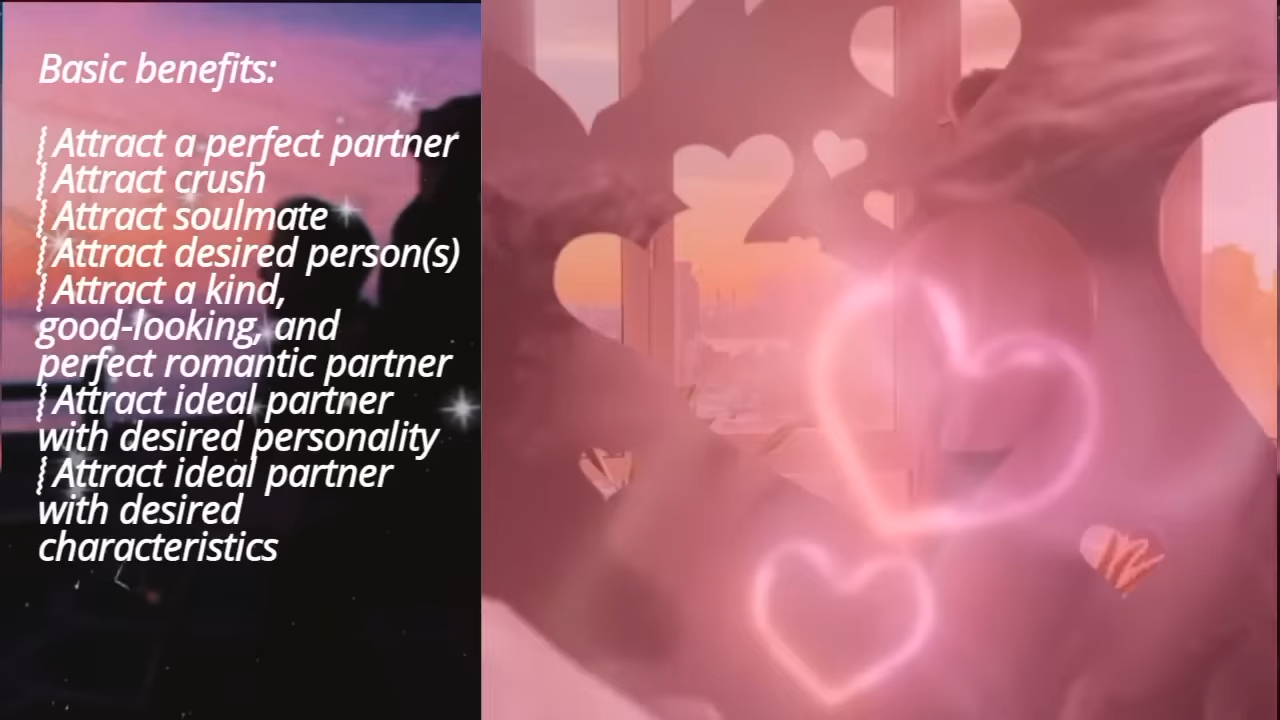 Basic benefits:
⸾ Attract a perfect partner
⸾ Attract crush
⸾ Attract soulmate
⸾ Attract desired person(s)
⸾ Attract a kind,
good-looking, and
perfect romantic partner
⸾ Attract ideal partner
with desired personality
⸾ Attract ideal partner
with desired
characteristics